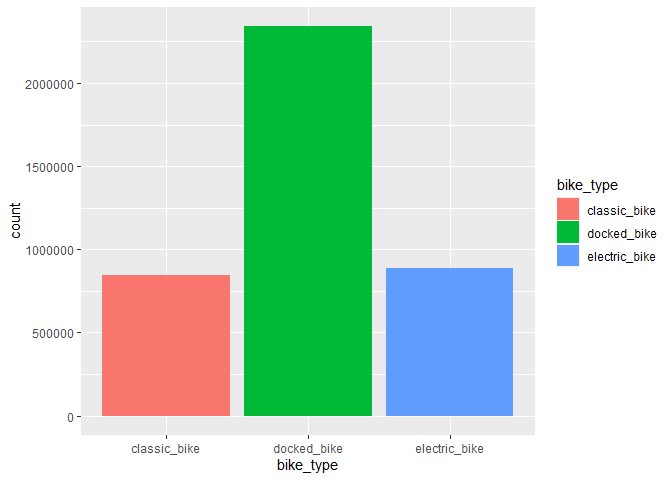 count
2000000
1500000
1000000
500000
0
classic_bike docked_bike electric_bike
bike_type
bike_type
classic_bike
docked_bike
electric_bike